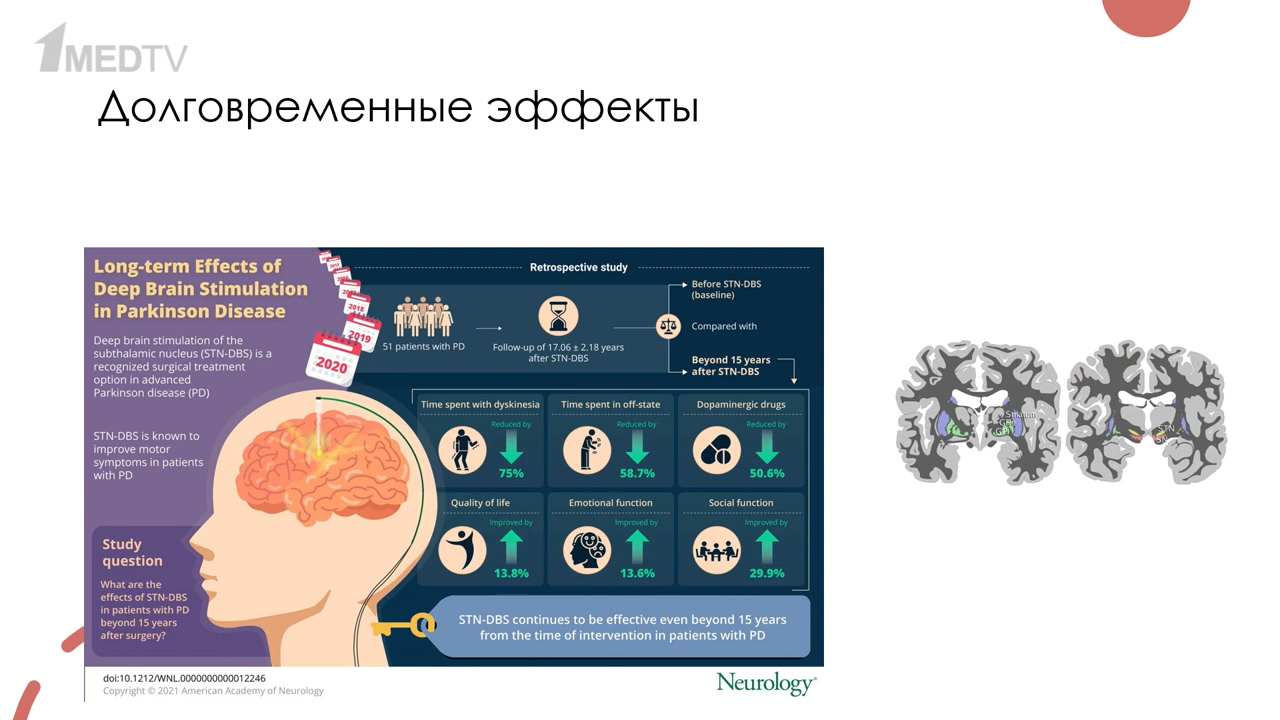 1MEDTV
Долговременные эффекты
Long-term Effects of
Deep Brain Stimulation
in Parkinson Disease
Deep brain stimulation of the
subthalamic nucleus (STN-DBS) is a
recognized surgical treatment
option in advanced
Parkinson disease (PD)
STN-DBS is known to
improve motor
symptoms in patients
with PD
Study
question
What are the
effects of STN-DBS
in patients with PD
beyond 15 years
after surgery?
2018
2019
2020
Retrospective study
51 patients with PD
Follow-up of 17.06 ± 2.18 years
after STN-DBS
Before STN-DBS
(baseline)
Compared with
Beyond 15 years
after STN-DBS
Time spent with dyskinesia
Reduced by
75%
Time spent in off-state
Reduced by
58.7%
Dopaminergic drugs
Reduced by
50.6%
Quality of life
Improved by
13.8%
Emotional function
Improved by
13.6%
Social function
Improved by
29.9%
STN-DBS continues to be effective even beyond 15 years
from the time of intervention in patients with PD
doi:10.1212/WNL.0000000000012246
Copyright © 2021 American Academy of Neurology
Neurology®
Striatum
STN
SN